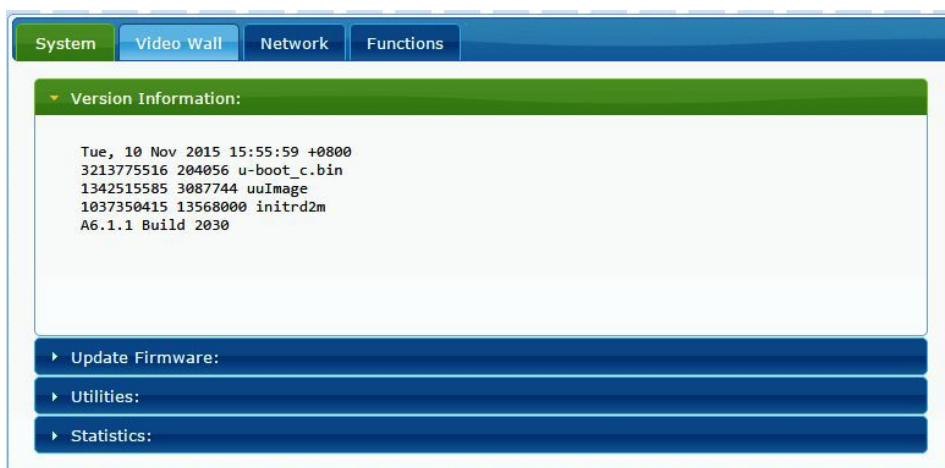 System Video Wall Network Functions
Version Information:
Tue, 10 Nov 2015 15:55:59 +0800
3213775516 204056 u-boot_c.bin
1342515585 3087744 uuImage
1037350415 13568000 initrd2m
A6.1.1 Build 2030
Update Firmware:
Utilities:
Statistics: